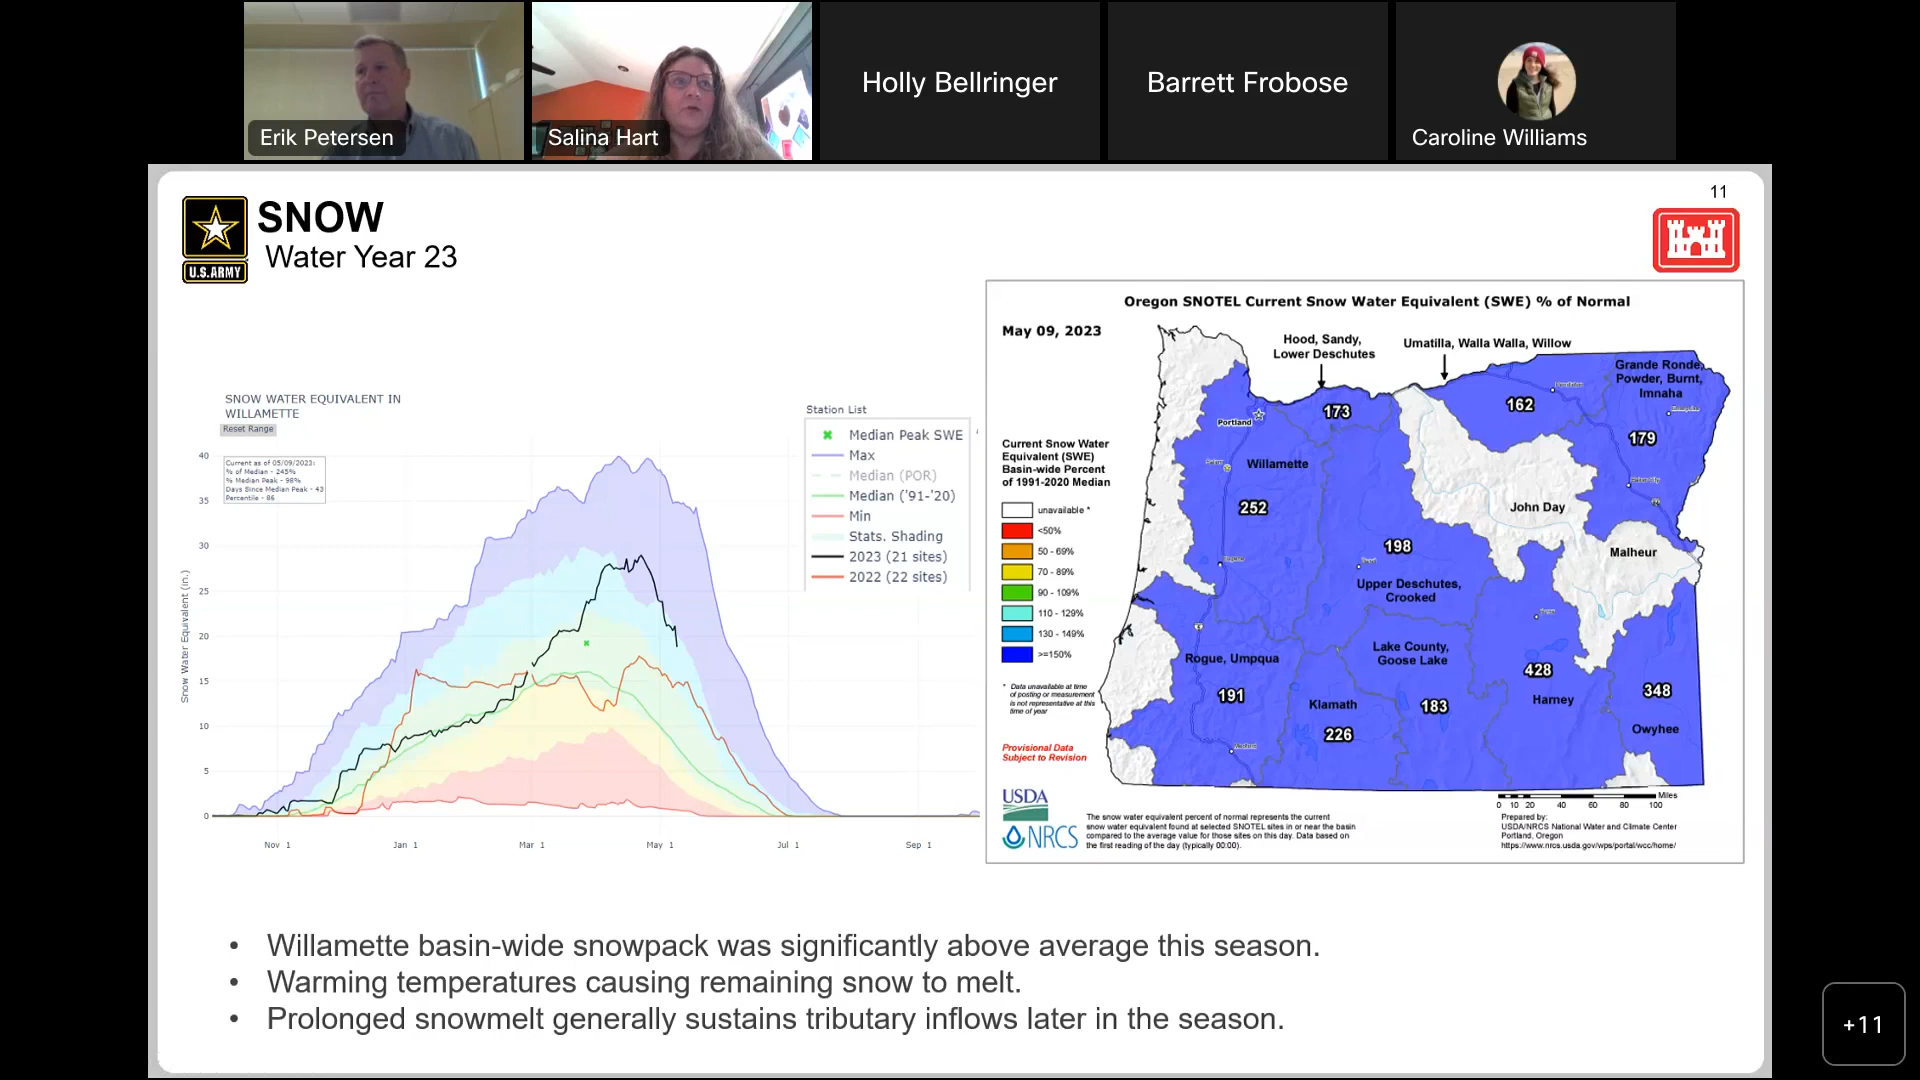 Erik Petersen
Salina Hart
Holly Bellringer
Barrett Frobose
Caroline Williams
11
U.S.ARMY
SNOW
Water Year 23
SNOW WATER EQUIVALENT IN
WILLAMETTE
Reset Range
Current as of 05/09/2023:
% of Median - 245%
% Median Peak - 98%
Days Since Median Peak - 43
Percentile - 86
Snow Water Equivalent (in.)
40
35
30
25
20
15
10
5
0
Nov 1
Jan 1
Mar 1
May 1
Jul 1
Sep 1
Station List
Median Peak SWE
Max
Median (POR)
Median ('91-'20)
Min
Stats. Shading
2023 (21 sites)
2022 (22 sites)
Oregon SNOTEL Current Snow Water Equivalent (SWE) % of Normal
May 09, 2023
Hood, Sandy,
Lower Deschutes
Umatilla, Walla Walla, Willow
Grande Ronde,
Powder, Burnt,
Imnaha
173
162
179
Portland
Willamette
252
John Day
Malheur
198
Upper Deschutes,
Crooked
Lake County,
Goose Lake
Rogue, Umpqua
191
Klamath
226
183
428
Harney
348
Owyhee
Current Snow Water
Equivalent (SWE)
Basin-wide Percent
of 1991-2020 Median
unavailable *
<50%
50 - 69%
70 - 89%
90 - 109%
110 - 129%
130 - 149%
>=150%
* Data unavailable at time
of posting or measurement
is not representative at this
time of year
Provisional Data
Subject to Revision
USDA
NRCS
The snow water equivalent percent of normal represents the current
snow water equivalent found at selected SNOTEL sites in or near the basin
compared to the average value for those sites on this day. Data based on
the first reading of the day (typically 00:00).
Miles
0 10 20 40 60 80 100
Prepared by:
USDA/NRCS National Water and Climate Center
Portland, Oregon
https://www.nrcs.usda.gov/wps/portal/wcc/home/
• Willamette basin-wide snowpack was significantly above average this season.
• Warming temperatures causing remaining snow to melt.
• Prolonged snowmelt generally sustains tributary inflows later in the season.
+11